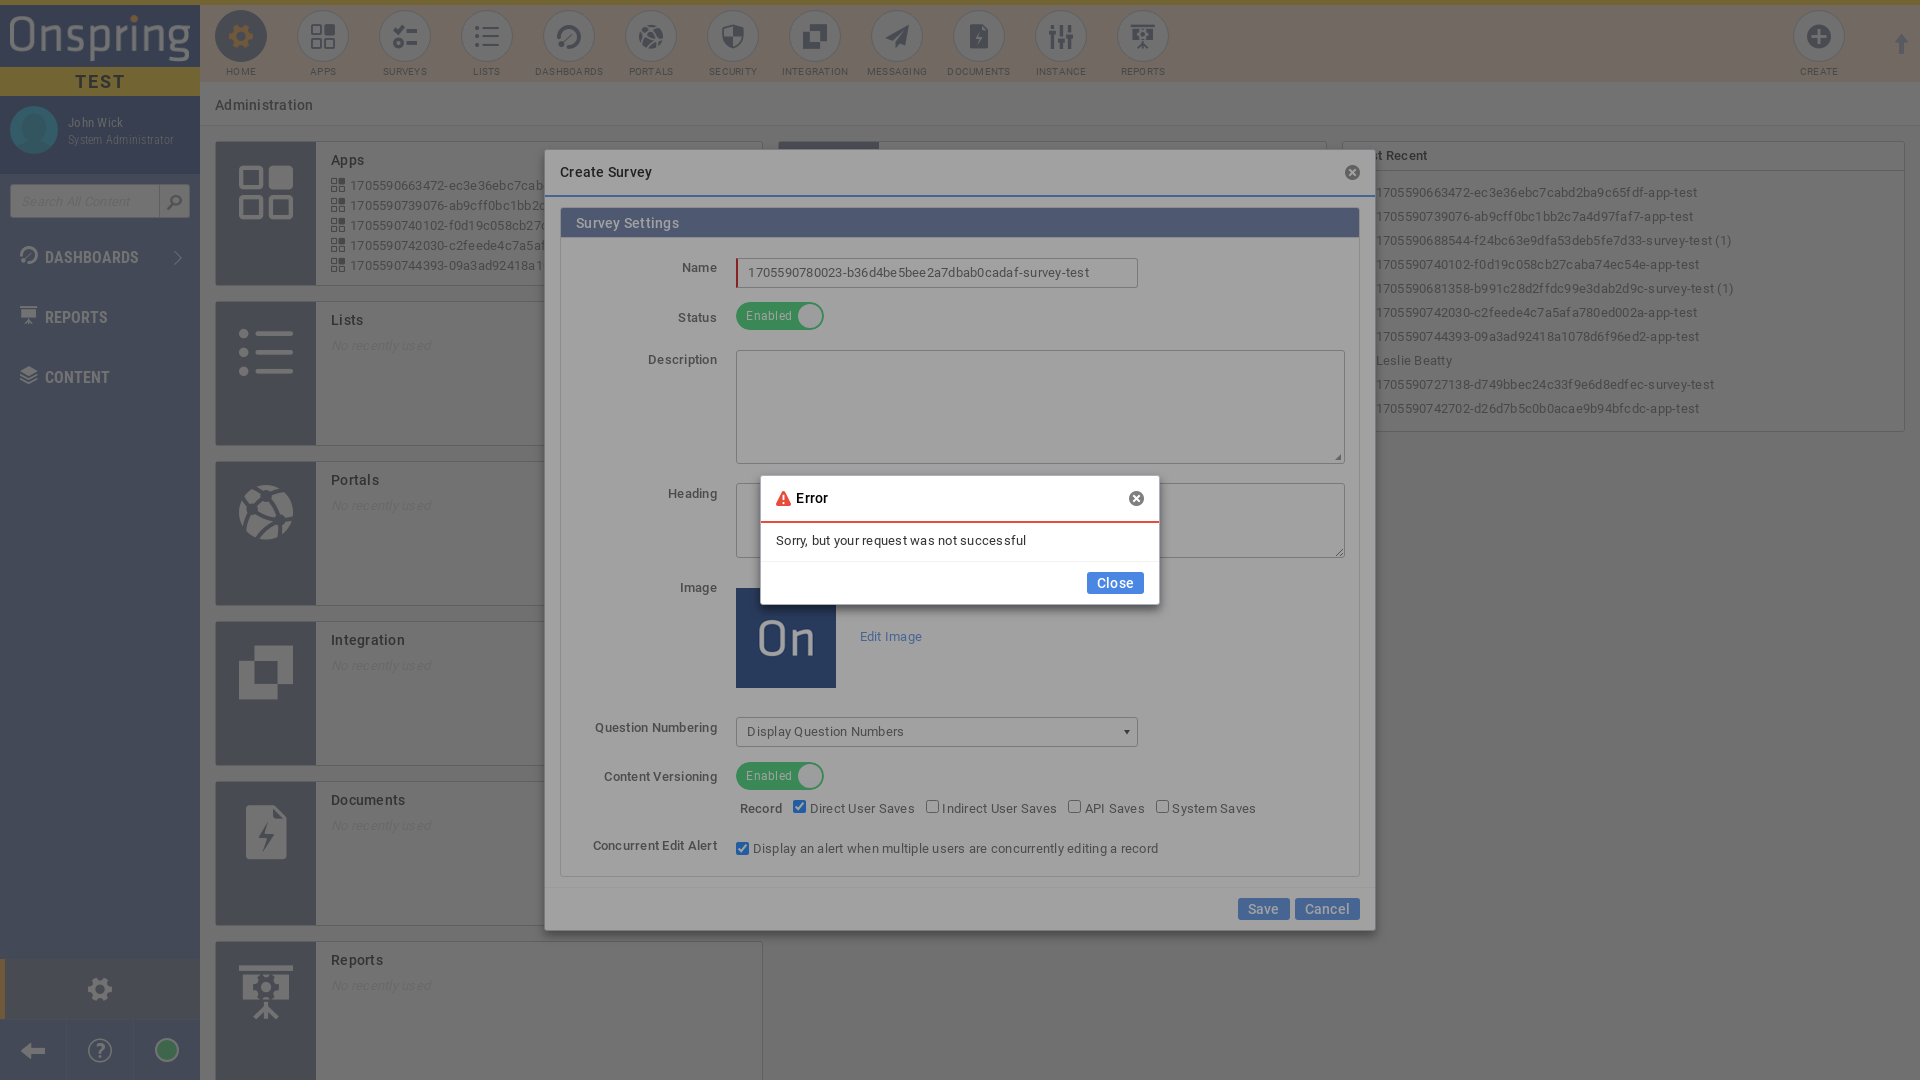 Onspring
TEST
John Wick
System Administrator
Search All Content
DASHBOARDS
REPORTS
CONTENT
HOME
APPS
SURVEYS
LISTS
DASHBOARDS
PORTALS
SECURITY
INTEGRATION
MESSAGING
DOCUMENTS
INSTANCE
REPORTS
CREATE
Administration
Apps
1705590663472-ec3e36ebc7cab
1705590739076-ab9cff0bc1bb2c
1705590740102-f0d19c058cb27c
1705590742030-c2feede4c7a5af
1705590744393-09a3ad92418a1
Lists
No recently used
Portals
No recently used
Integration
No recently used
Documents
No recently used
Reports
No recently used
Create Survey
Survey Settings
Name
1705590780023-b36d4be5bee2a7dbab0cadaf-survey-test
Status
Enabled
Description
Heading
Image
On
Edit Image
Question Numbering
Display Question Numbers
Content Versioning
Enabled
Record Direct User Saves Indirect User Saves API Saves System Saves
Concurrent Edit Alert
Display an alert when multiple users are concurrently editing a record
Save Cancel
Error
Sorry, but your request was not successful
Close
st Recent
1705590663472-ec3e36ebc7cabd2ba9c65fdf-app-test
1705590739076-ab9cff0bc1bb2c7a4d97faf7-app-test
1705590688544-f24bc63e9dfa53deb5fe7d33-survey-test (1)
1705590740102-f0d19c058cb27caba74ec54e-app-test
1705590681358-b991c28d2ffdc99e3dab2d9c-survey-test (1)
1705590742030-c2feede4c7a5afa780ed002a-app-test
1705590744393-09a3ad92418a1078d6f96ed2-app-test
Leslie Beatty
1705590727138-d749bbec24c33f9e6d8edfec-survey-test
1705590742702-d26d7b5c0b0acae9b94bfcdc-app-test